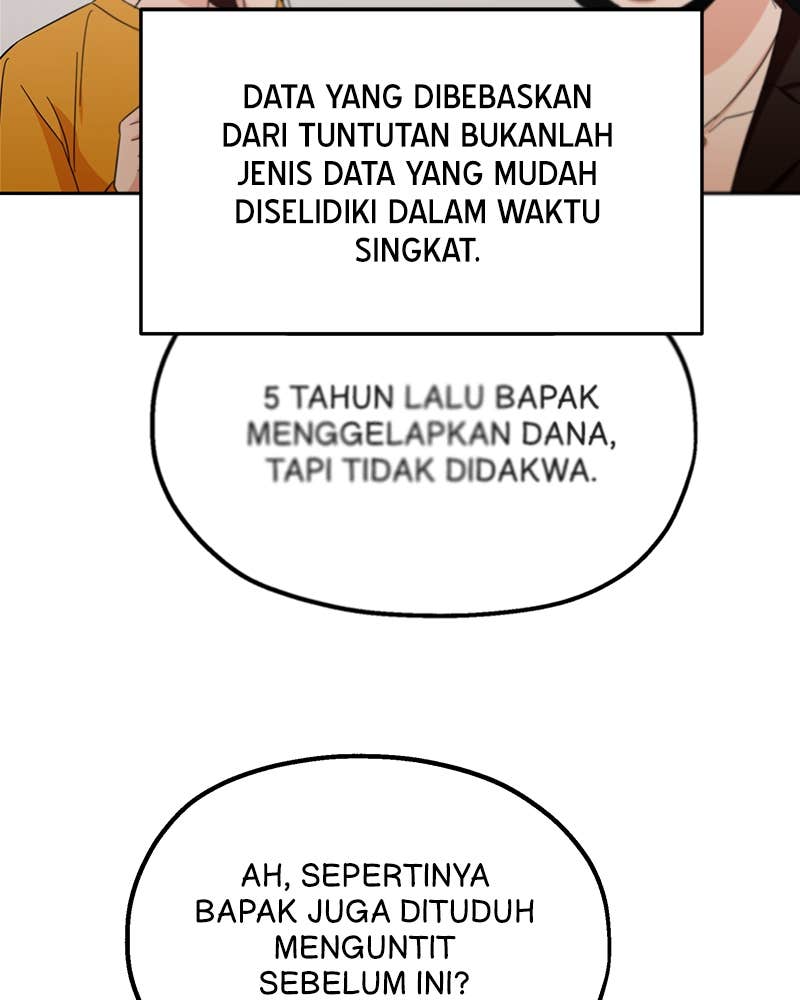 DATA YANG DIBEBASKAN
DARI TUNTUTAN BUKANLAH
JENIS DATA YANG MUDAH
DISELIDIKI DALAM WAKTU
SINGKAT.
5 TAHUN LALU BAPAK
MENGGELAPKAN DANA,
TAPI TIDAK DIDAKWA.
AH, SEPERTINYA
BAPAK JUGA DITUDUH
MENGUNTIT
SEBELUM INI?